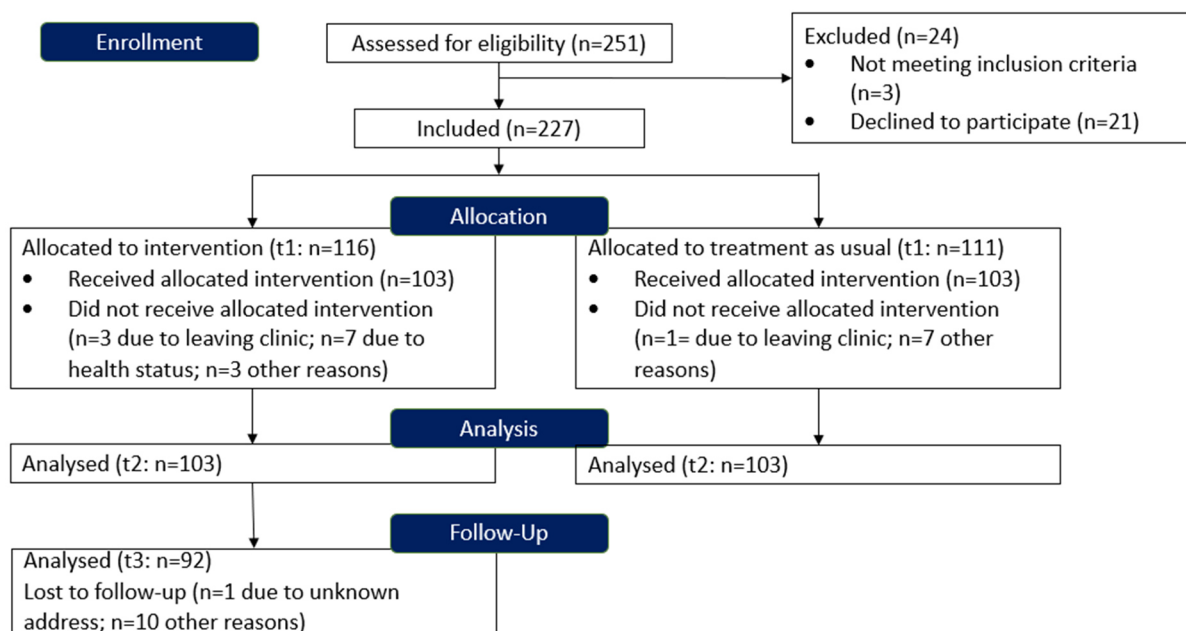 Enrollment
Assessed for eligibility (n=251)
Excluded (n=24)
• Not meeting inclusion criteria
(n=3)
• Declined to participate (n=21)
Included (n=227)
Allocation
Allocated to intervention (t1: n=116)
• Received allocated intervention (n=103)
• Did not receive allocated intervention
(n=3 due to leaving clinic; n=7 due to
health status; n=3 other reasons)
Allocated to treatment as usual (t1: n=111)
• Received allocated intervention (n=103)
• Did not receive allocated intervention
(n=1= due to leaving clinic; n=7 other
reasons)
Analysis
Analysed (t2: n=103)
Analysed (t2: n=103)
Follow-Up
Analysed (t3: n=92)
Lost to follow-up (n=1 due to unknown
address; n=10 other reasons)